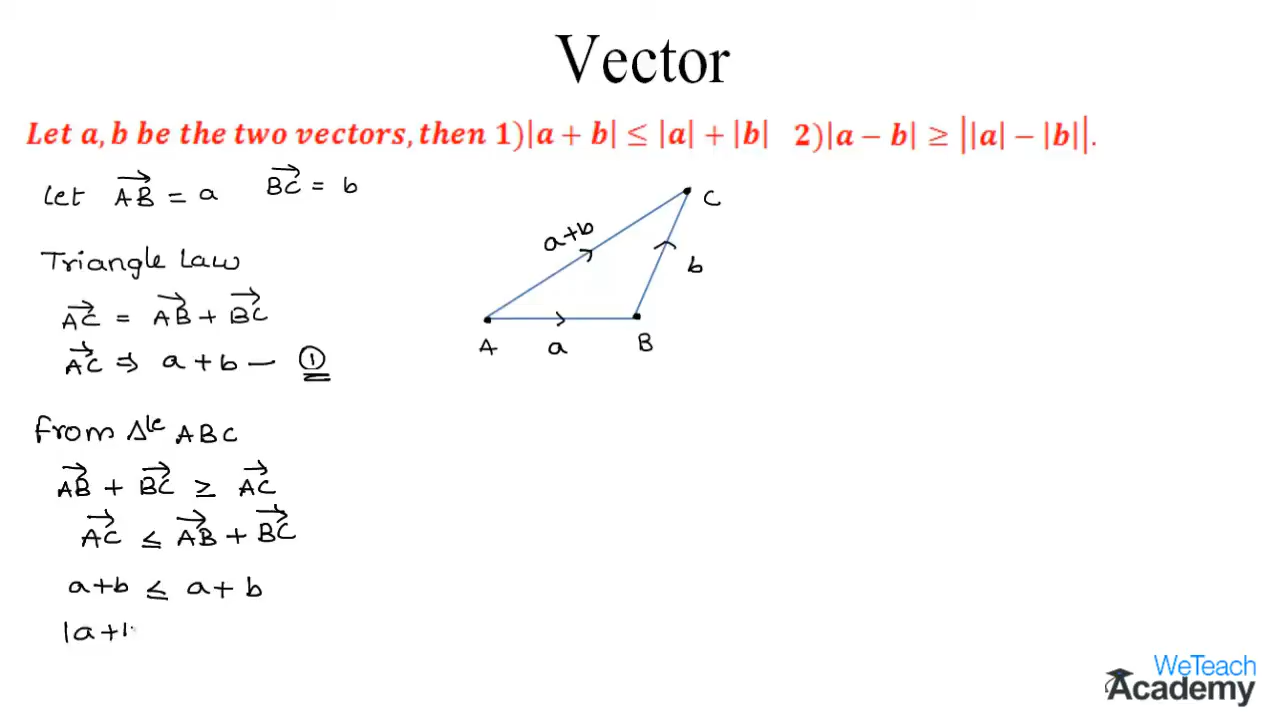 Vector
Let a, b be the two vectors, then 1)|a + b| ≤ |a| + |b|  2)|a − b| ≥ ||a| − |b||.
Let AB⃗ = a  BC⃗ = b
Triangle Law
AC⃗ = AB⃗ + BC⃗
AC⃗ ⇒ a + b — ①
From Δle ABC
AB⃗ + BC⃗ ≥ AC⃗
AC⃗ ≤ AB⃗ + BC⃗
a+b ≤ a+ b
|a+
C
a+b
b
A
a
B
WeTeach
Academy